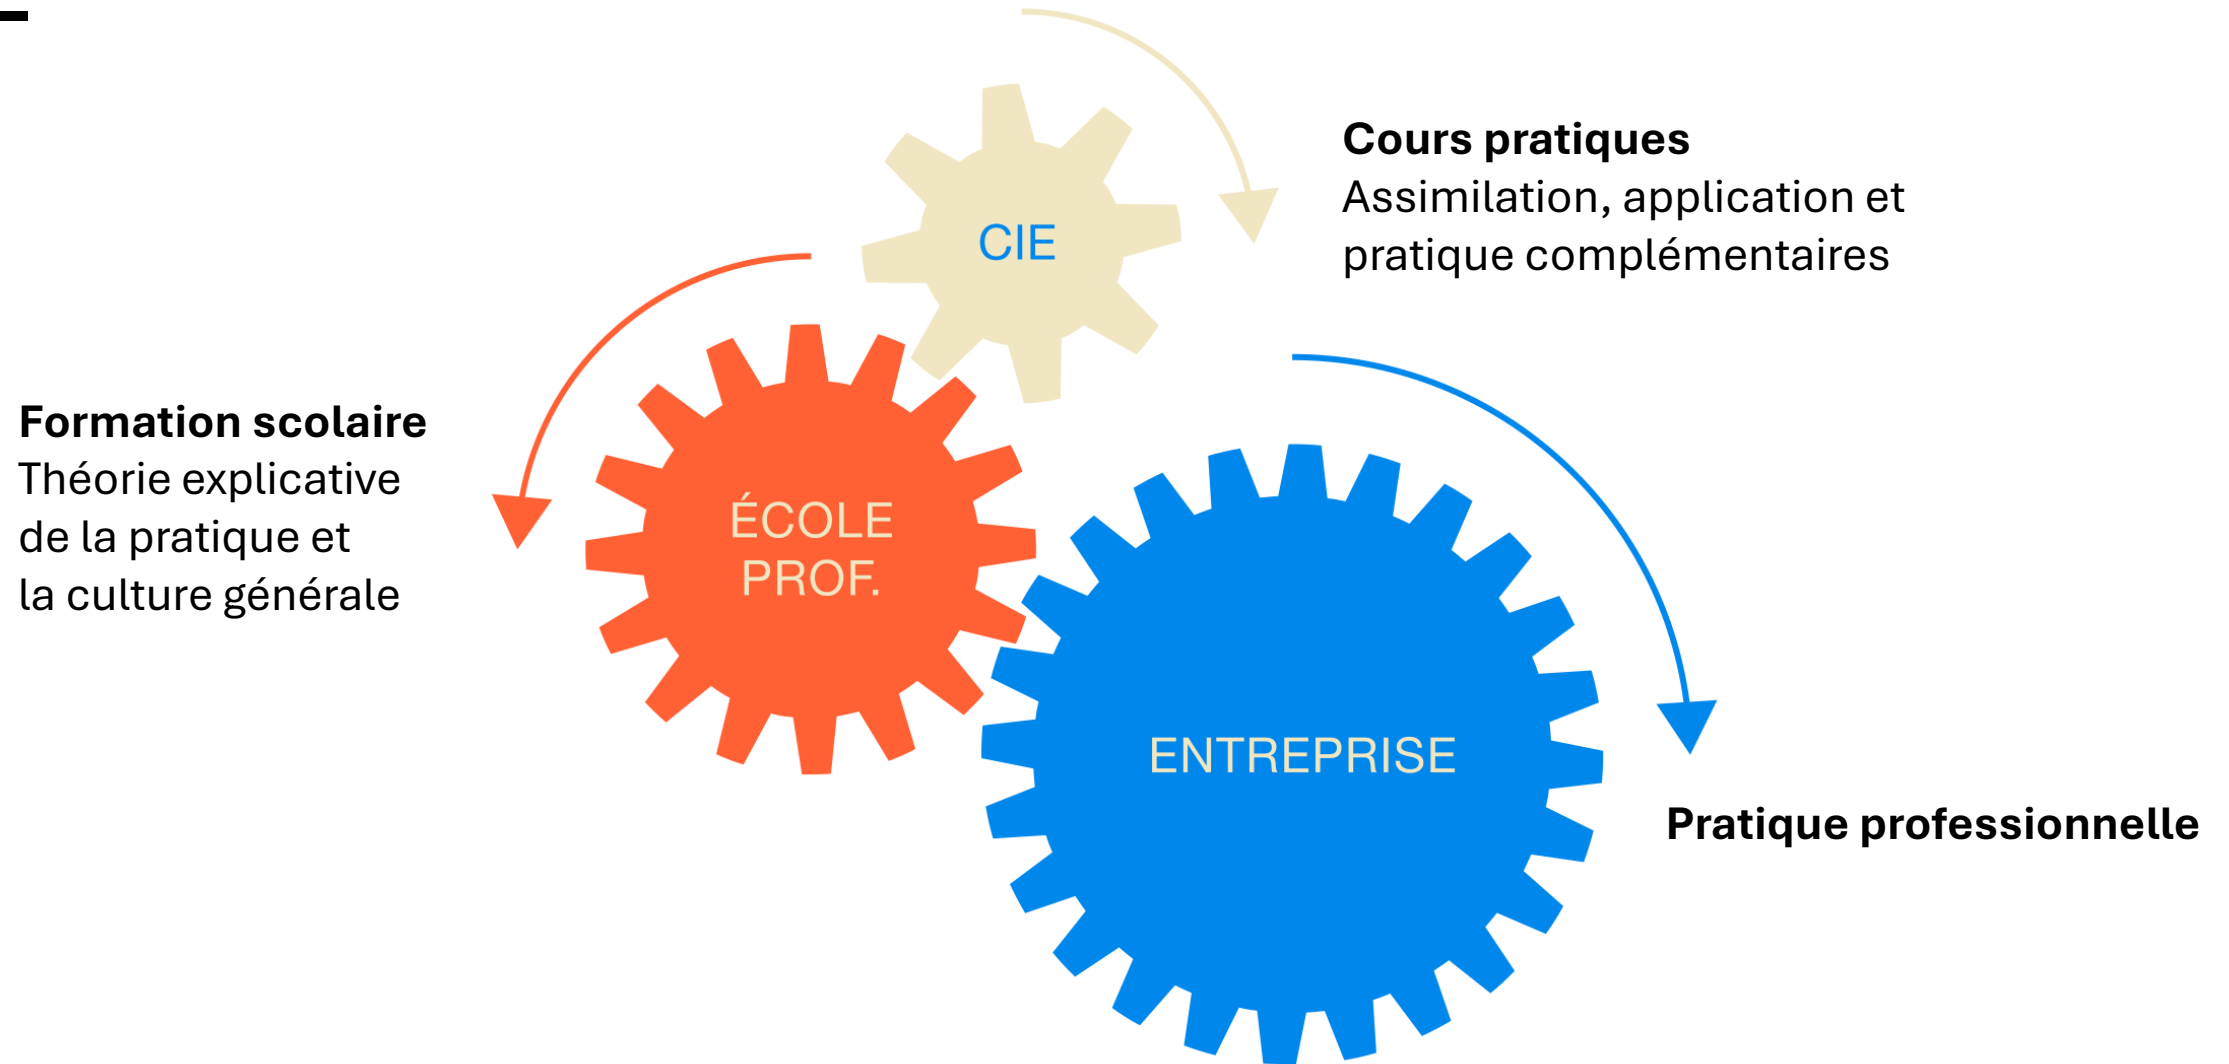 CIE
Cours pratiques
Assimilation, application et
pratique complémentaires
Formation scolaire
Théorie explicative
de la pratique et
la culture générale
ÉCOLE
PROF.
ENTREPRISE
Pratique professionnelle